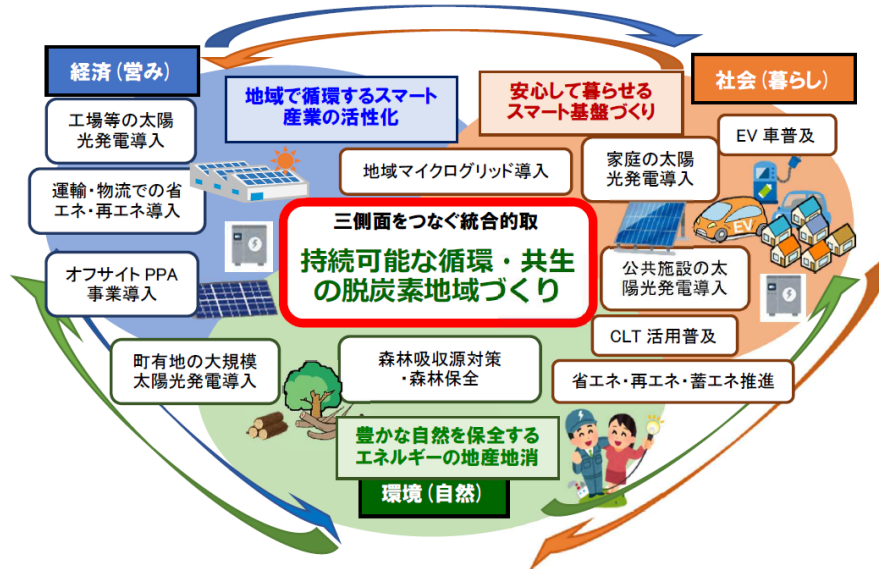 経済(営み)
社会(暮らし)
地域で循環するスマート
産業の活性化
安心して暮らせる
スマート基盤づくり
工場等の太陽
光発電導入
EV 車普及
地域マイクログリッド導入
家庭の太陽
光発電導入
運輸・物流での省
エネ・再エネ導入
三側面をつなぐ統合的取
持続可能な循環・共生
の脱炭素地域づくり
EV
オフサイト PPA
事業導入
公共施設の太
陽光発電導入
CLT 活用普及
町有地の大規模
太陽光発電導入
森林吸収源対策
・森林保全
省エネ・再エネ・蓄エネ推進
豊かな自然を保全する
エネルギーの地産地消
環境(自然)